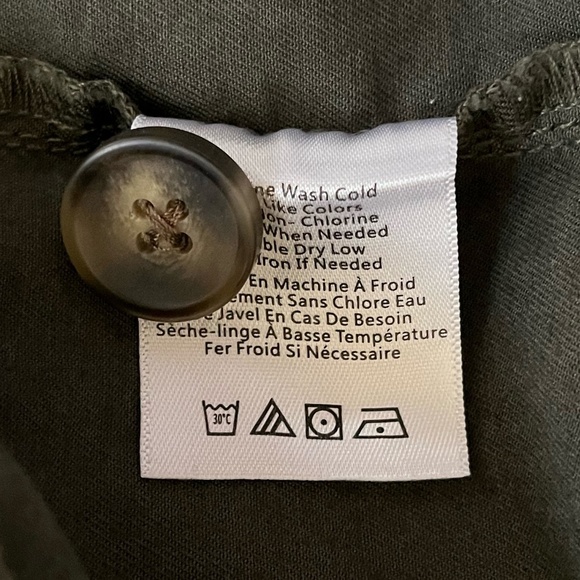 Wash Cold
Like Colors
Chlorine
When Needed
Dry Low
Iron If Needed
En Machine À Froid
Sans Chlore Eau
Javel En Cas De Besoin
Sèche-linge À Basse Température
Fer Froid Si Nécessaire
30°C